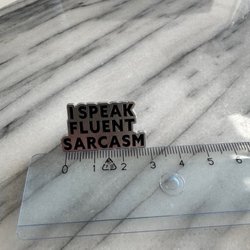 I SPEAK
FLUENT
SARCASM
0 1 2 3 4 5 6